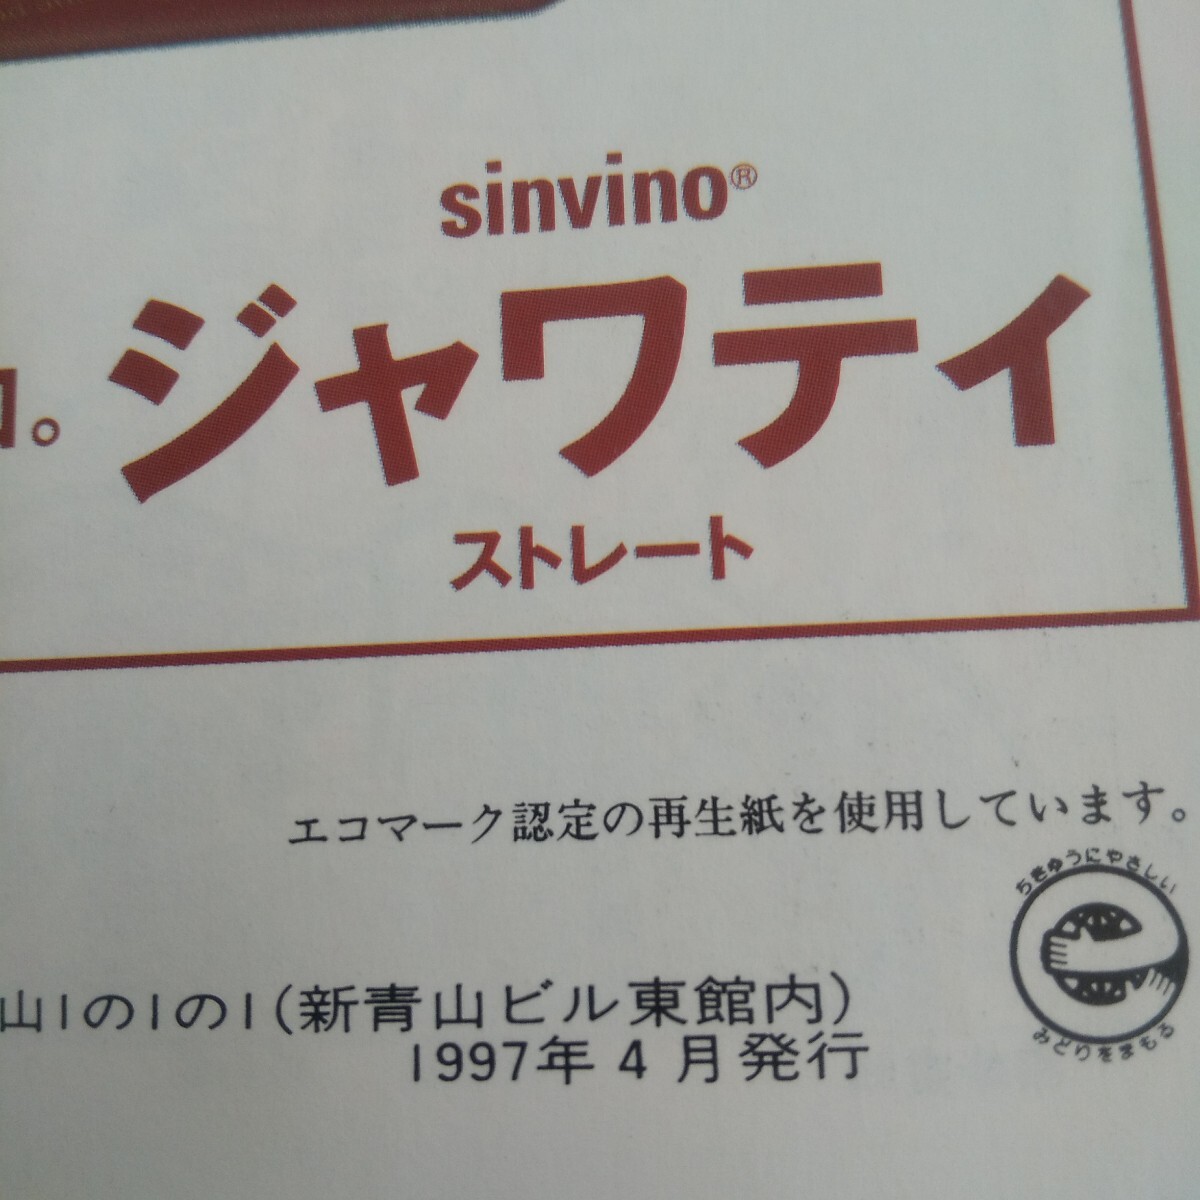 sinvino®
ジャワティ
ストレート
エコマーク認定の再生紙を使用しています。
ちきゅうにやさしい
みどりをまもる
山1の1の1(新青山ビル東館内)
1997年4月発行